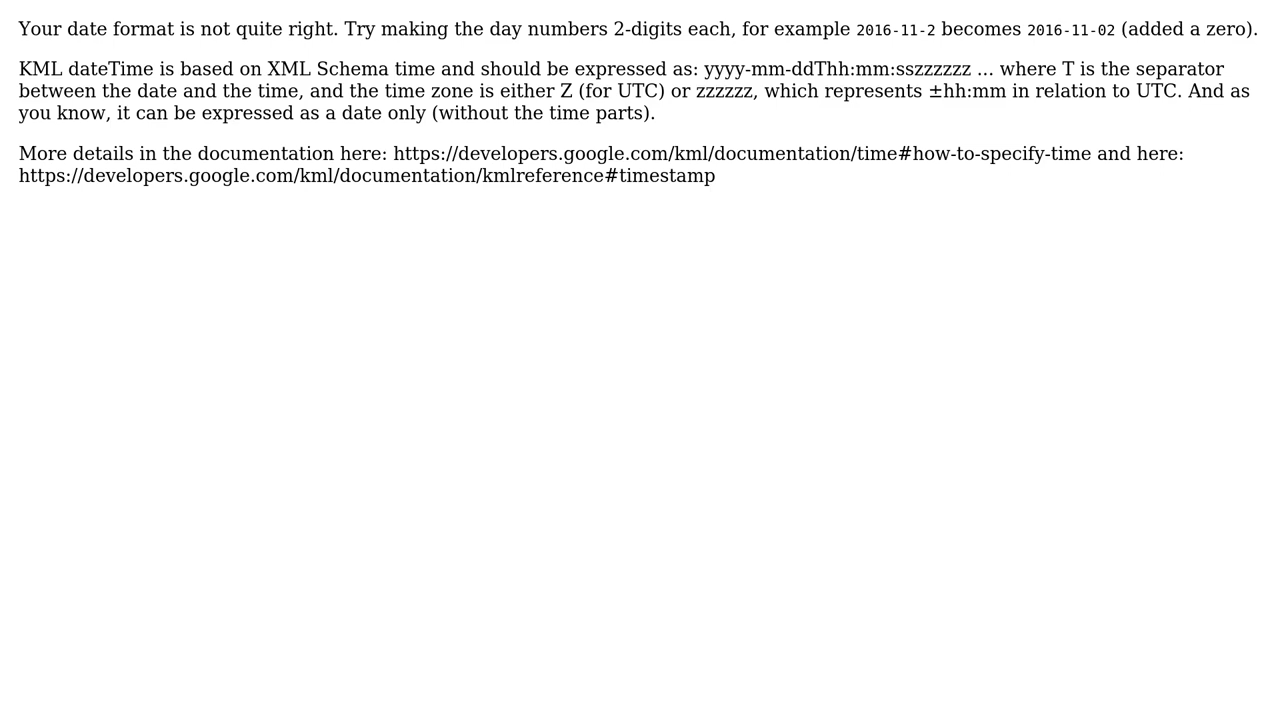 Your date format is not quite right. Try making the day numbers 2-digits each, for example 2016-11-2 becomes 2016-11-02 (added a zero).
KML dateTime is based on XML Schema time and should be expressed as: yyyy-mm-ddThh:mm:sszzzzzz ... where T is the separator
between the date and the time, and the time zone is either Z (for UTC) or zzzzzz, which represents ±hh:mm in relation to UTC. And as
you know, it can be expressed as a date only (without the time parts).
More details in the documentation here: https://developers.google.com/kml/documentation/time#how-to-specify-time and here:
https://developers.google.com/kml/documentation/kmlreference#timestamp